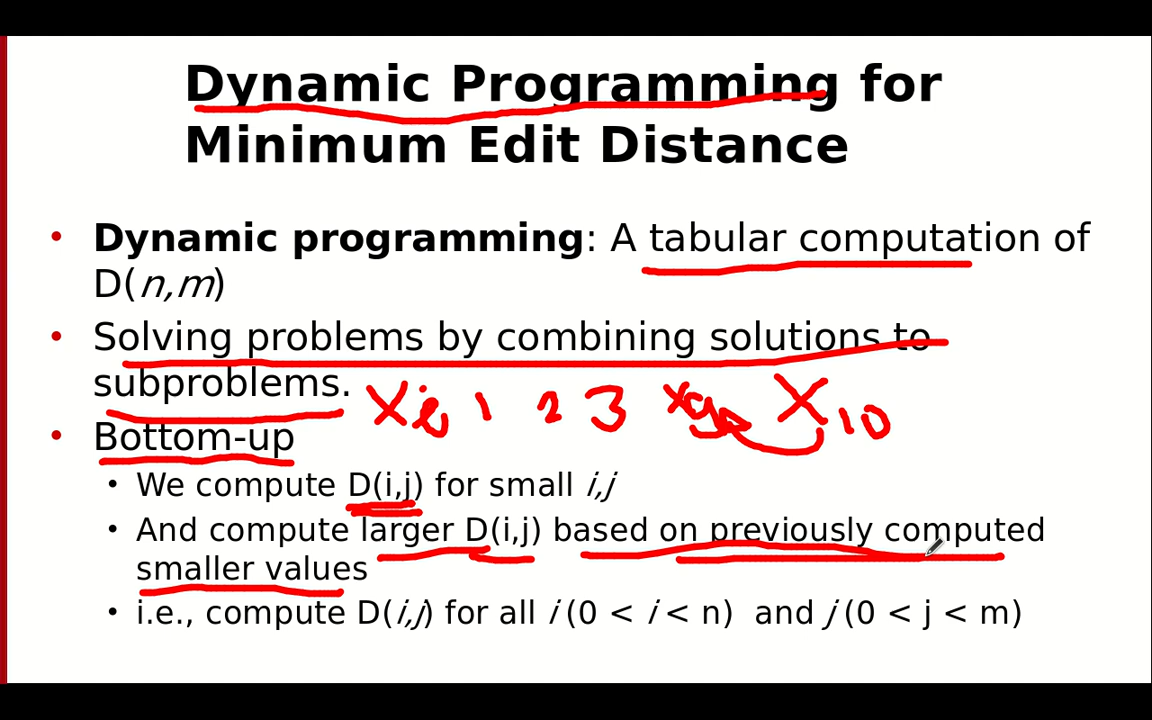 Dynamic Programming for
Minimum Edit Distance
• Dynamic programming: A tabular computation of
D(n,m)
• Solving problems by combining solutions to
subproblems.
X 1 2 3 X 10
• Bottom-up
• We compute D(i,j) for small i,j
• And compute larger D(i,j) based on previously computed
smaller values
• i.e., compute D(i,j) for all i (0 < i < n) and j (0 < j < m)